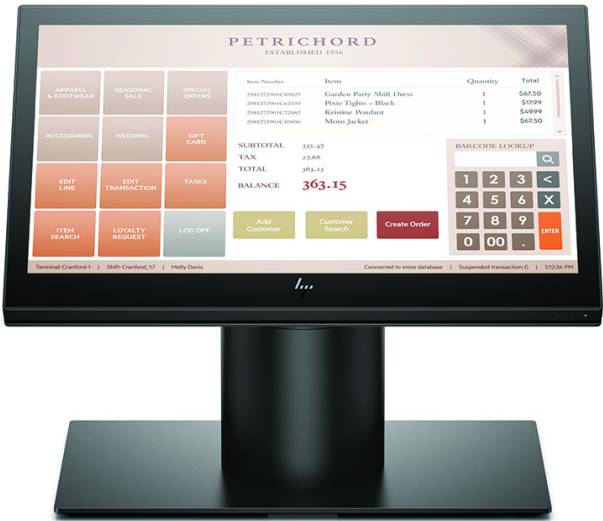 PETRICHORD
ESTABLISHED 1956
APPAREL
& FOOTWEAR
SEASONAL
SALE
SPECIAL
OFFERS
ACCESSORIES
WEDDING
GIFT
CARD
EDIT
LINE
EDIT
TRANSACTION
TASKS
ITEM
SEARCH
LOYALTY
REQUEST
LOG OFF
Item Number Item Quantity Total
Garden Party Shift Dress 1 $67.50
Pixie Tights - Black 1 $17.99
Kristine Pendant 1 $49.99
Moto Jacket 1 $67.50
SUBTOTAL 335.47
TAX 27.68
TOTAL 363.15
BALANCE 363.15
Add
Customer
Customer
Search
Create Order
BARCODE LOOKUP
1 2 3 <
4 5 6 X
7 8 9
0 00 . ENTER
Terminal: Cranford-1 | Shift: Cranford_1:7 | Molly Davis
Connected to store database | Suspended transaction: 0 | 2:12:34 PM
hp